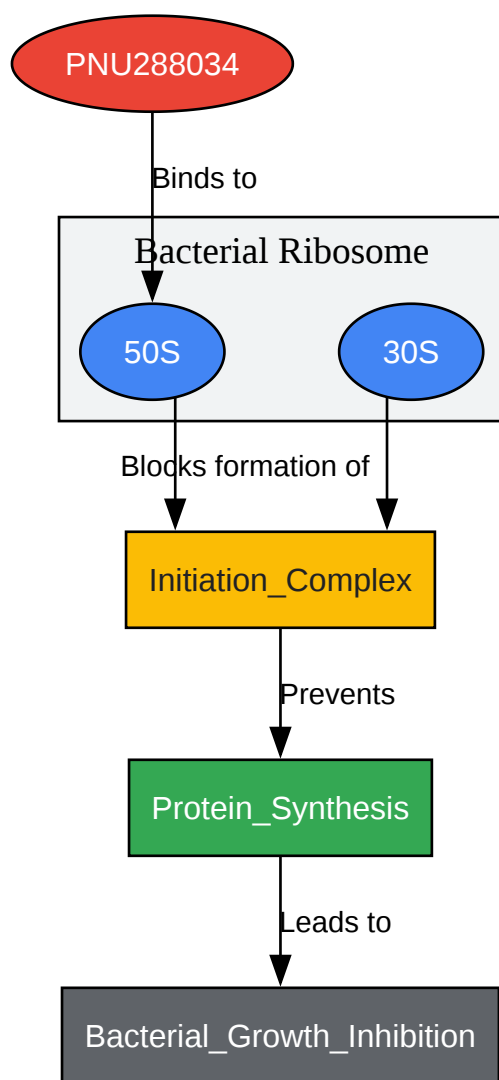 PNU288034
Binds to
Bacterial Ribosome
50S
30S
Blocks formation of
Initiation_Complex
Prevents
Protein_Synthesis
Leads to
Bacterial_Growth_Inhibition